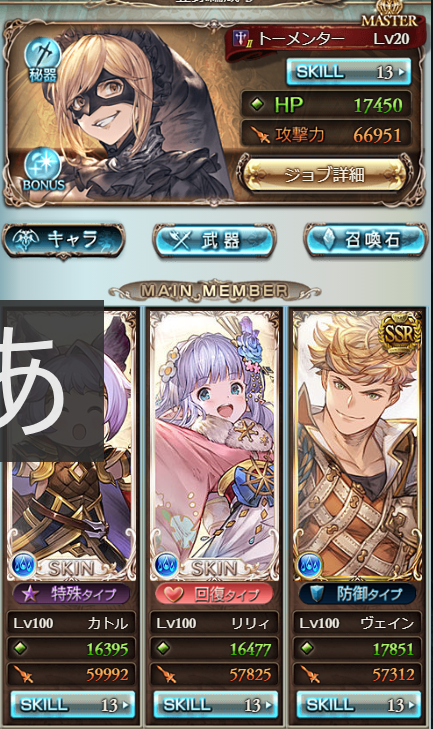 MASTER
トーメンター Lv20
秘器
SKILL 13
HP 17450
攻撃力 66951
BONUS
ジョブ詳細
キャラ 武器 召喚石
MAIN MEMBER
あ
SSR
SKIN SKIN
特殊タイプ 回復タイプ 防御タイプ
Lv100 カトル Lv100 リリィ Lv100 ヴェイン
16395 16477 17851
59992 57825 57312
SKILL 13 SKILL 13 SKILL 13